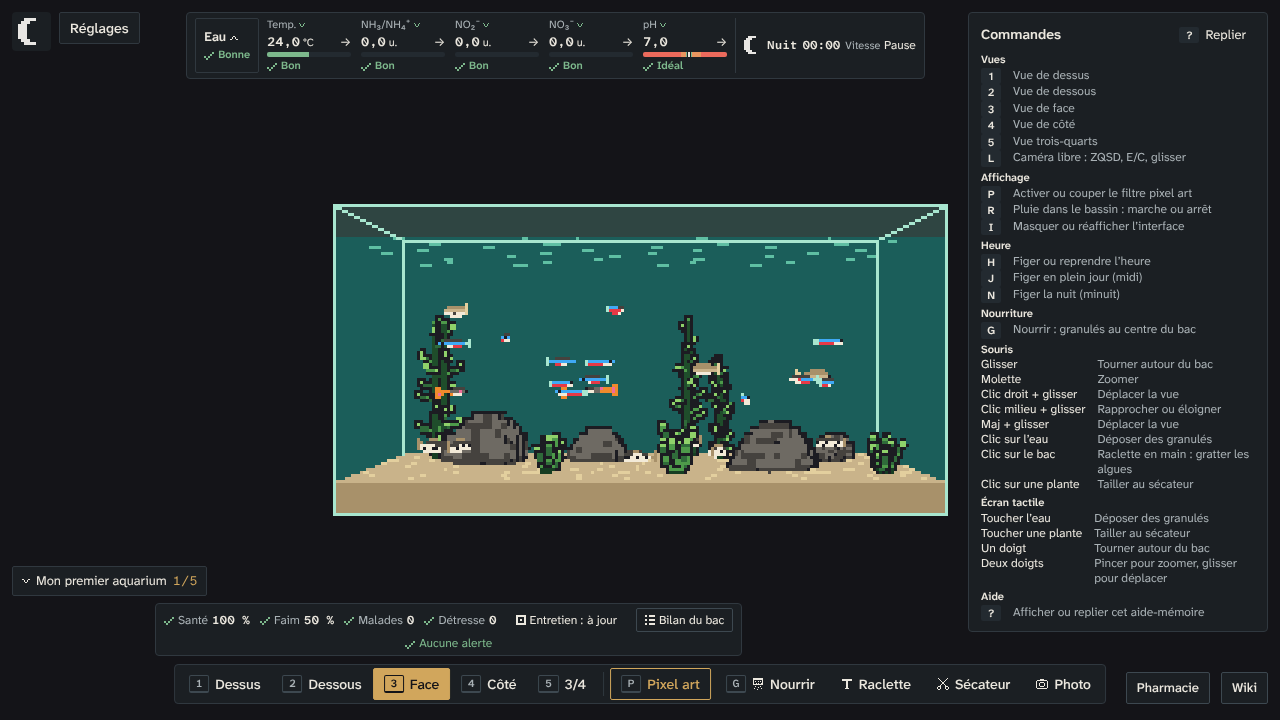 Réglages
Eau
Bonne
Temp.
24,0 °C
Bon
NH₃/NH₄⁺
0,0 u.
Bon
NO₂⁻
0,0 u.
Bon
NO₃⁻
0,0 u.
Bon
pH
7,0
Idéal
Nuit 00:00 Vitesse Pause
Commandes
? Replier
Vues
1 Vue de dessus
2 Vue de dessous
3 Vue de face
4 Vue de côté
5 Vue trois-quarts
L Caméra libre : ZQSD, E/C, glisser
Affichage
P Activer ou couper le filtre pixel art
R Pluie dans le bassin : marche ou arrêt
I Masquer ou réafficher l'interface
Heure
H Figer ou reprendre l'heure
J Figer en plein jour (midi)
N Figer la nuit (minuit)
Nourriture
G Nourrir : granulés au centre du bac
Souris
Glisser Tourner autour du bac
Molette Zoomer
Clic droit + glisser Déplacer la vue
Clic milieu + glisser Rapprocher ou éloigner
Maj + glisser Déplacer la vue
Clic sur l'eau Déposer des granulés
Clic sur le bac Raclette en main : gratter les
algues
Clic sur une plante Tailler au sécateur
Écran tactile
Toucher l'eau Déposer des granulés
Toucher une plante Tailler au sécateur
Un doigt Tourner autour du bac
Deux doigts Pincer pour zoomer, glisser
pour déplacer
Aide
? Afficher ou replier cet aide-mémoire
Mon premier aquarium 1/5
Santé 100 % Faim 50 % Malades 0 Détresse 0 Entretien : à jour Bilan du bac
Aucune alerte
1 Dessus 2 Dessous 3 Face 4 Côté 5 3/4 P Pixel art G Nourrir Raclette Sécateur Photo
Pharmacie
Wiki